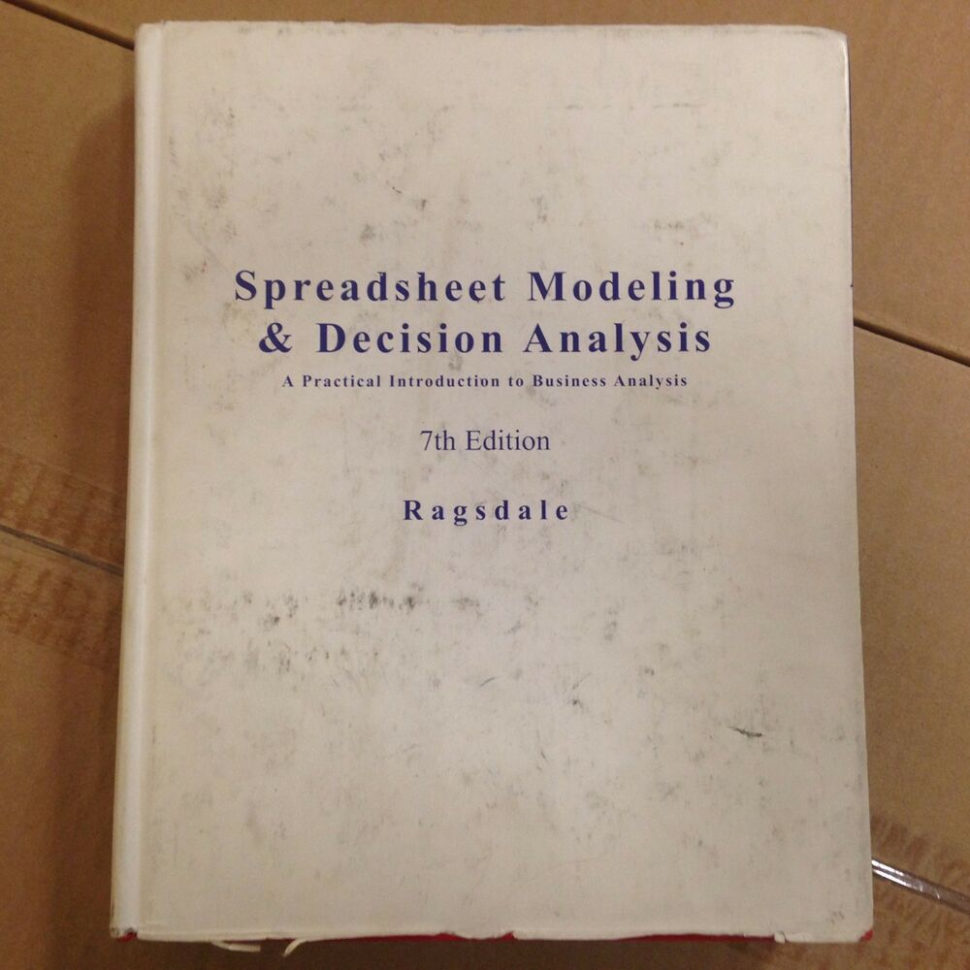 Spreadsheet Modeling
& Decision Analysis
A Practical Introduction to Business Analysis
7th Edition
Ragsdale